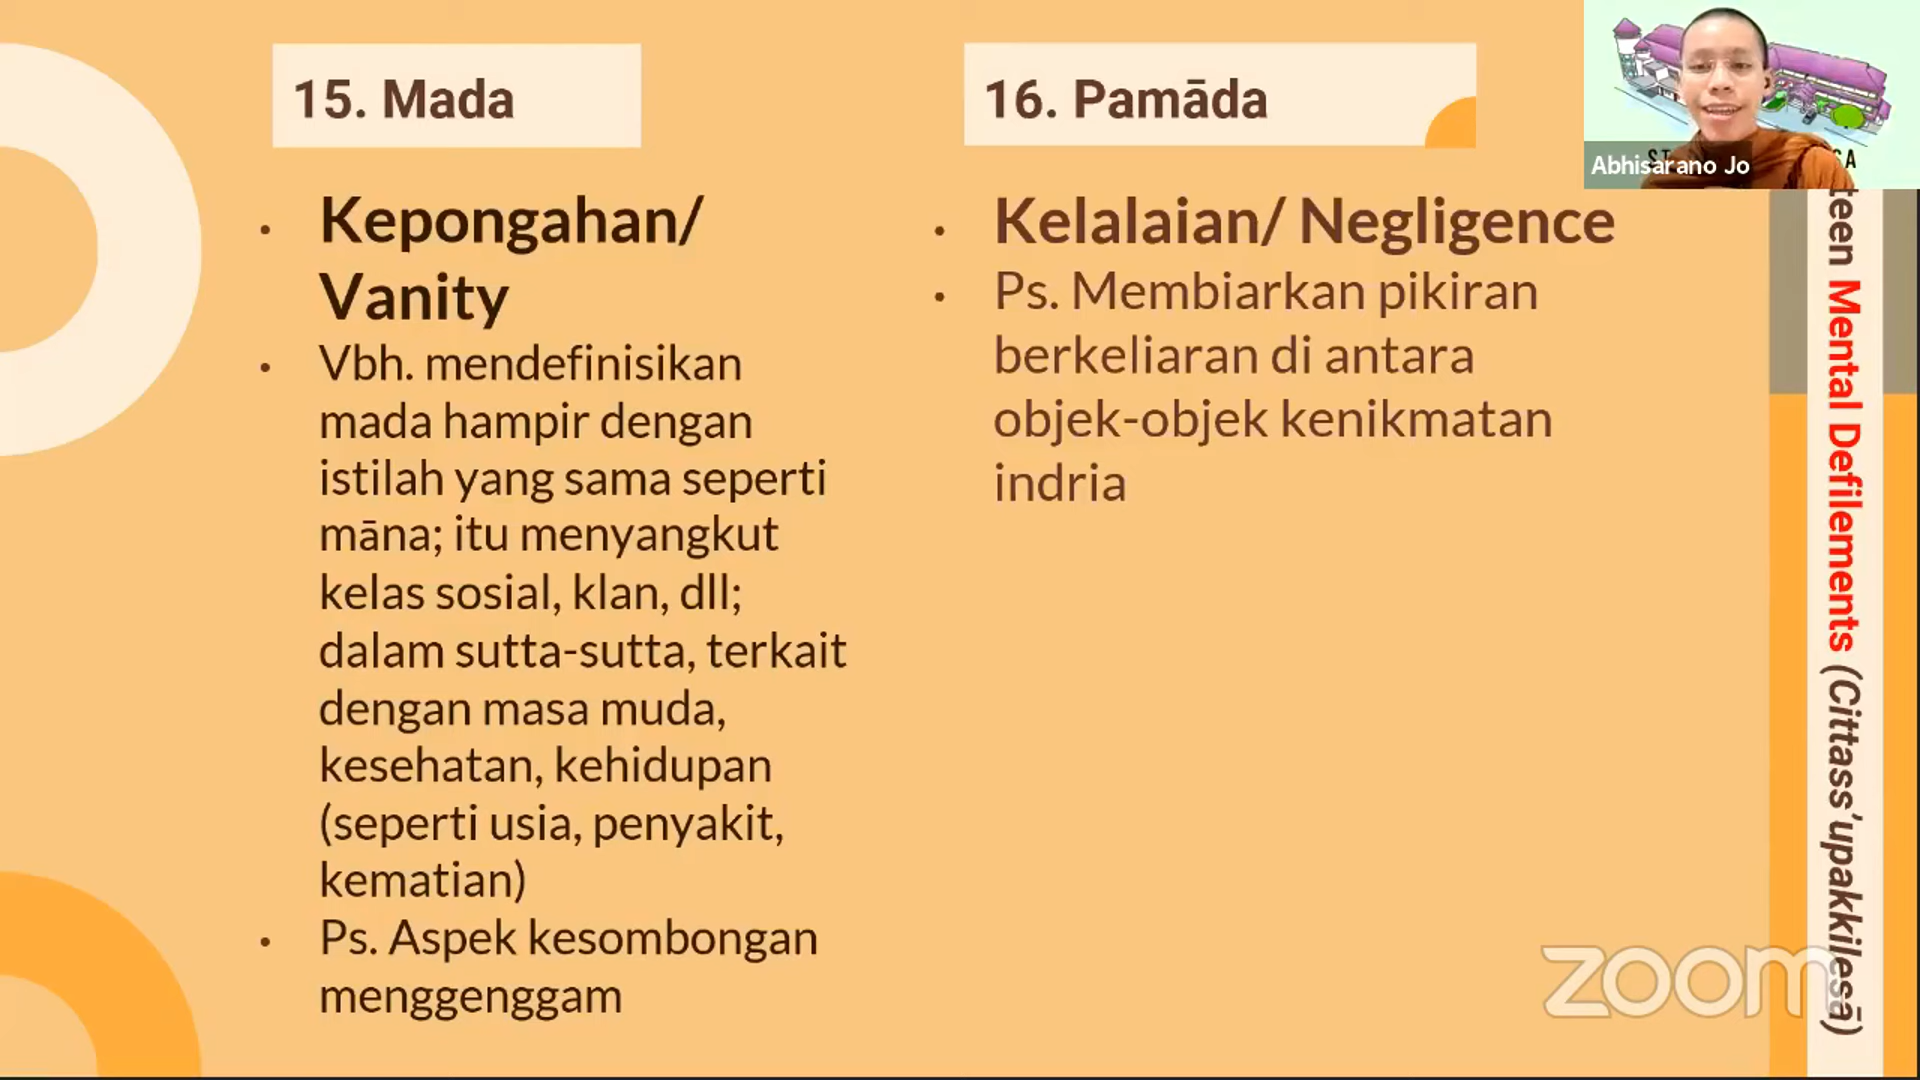 15. Mada
Kepongahan/
Vanity
Vbh. mendefinisikan
mada hampir dengan
istilah yang sama seperti
māna; itu menyangkut
kelas sosial, klan, dll;
dalam sutta-sutta, terkait
dengan masa muda,
kesehatan, kehidupan
(seperti usia, penyakit,
kematian)
Ps. Aspek kesombongan
menggenggam
16. Pamāda
Kelalaian/ Negligence
Ps. Membiarkan pikiran
berkeliaran di antara
objek-objek kenikmatan
indria
Abhisarano Jo
teen Mental Defilements (Cittass'upakkilesā)
zoom